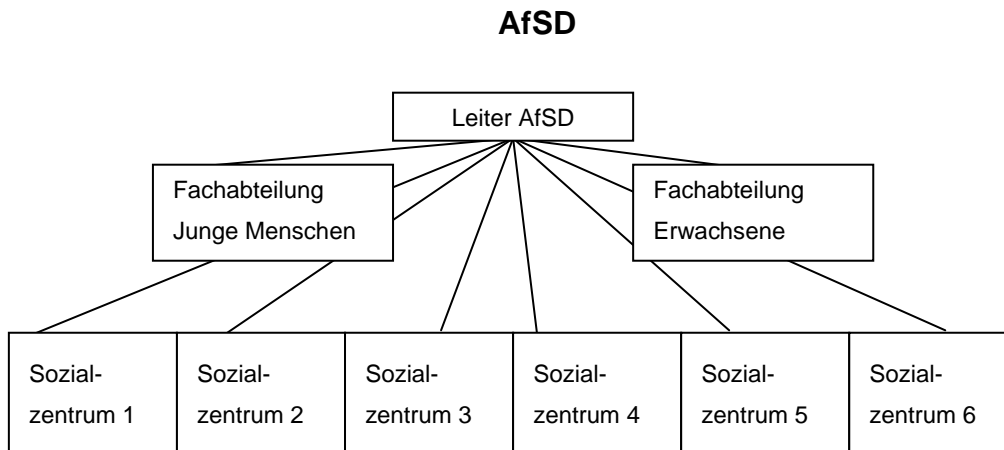 AfSD
Leiter AfSD
Fachabteilung
Junge Menschen
Fachabteilung
Erwachsene
Sozial-
zentrum 1
Sozial-
zentrum 2
Sozial-
zentrum 3
Sozial-
zentrum 4
Sozial-
zentrum 5
Sozial-
zentrum 6